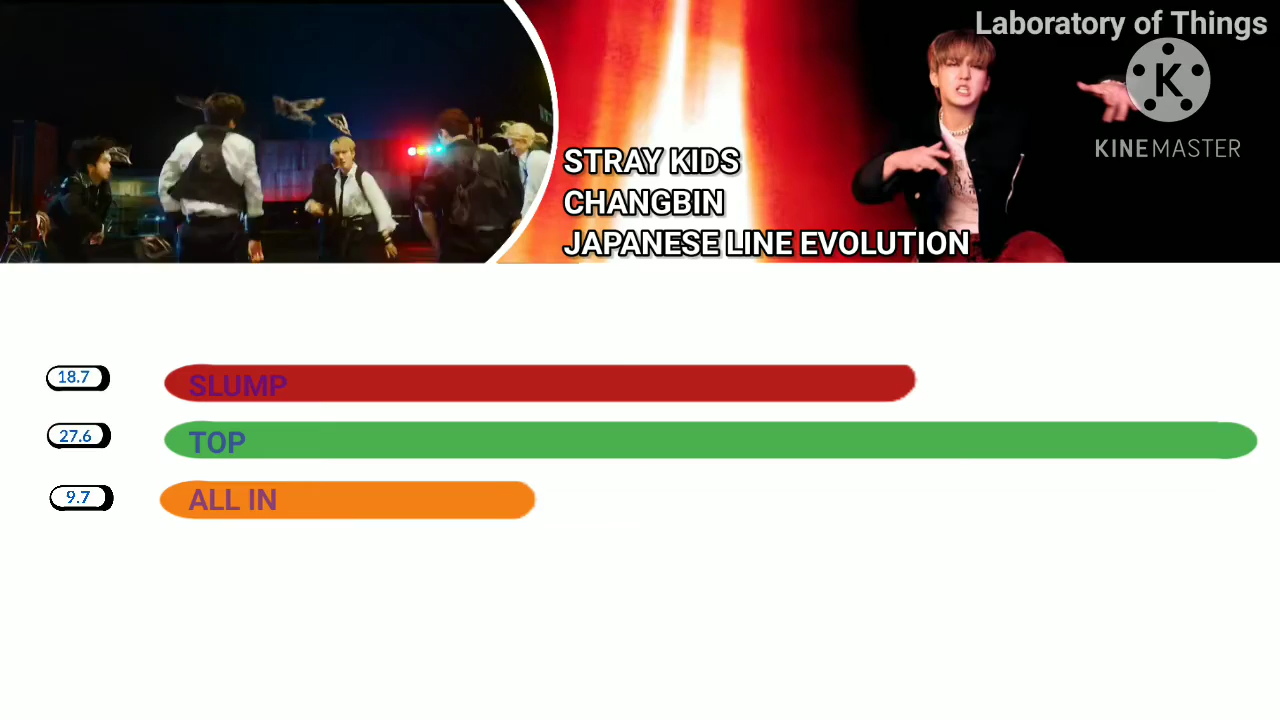 Laboratory of Things
K
KINEMASTER
STRAY KIDS
CHANGBIN
JAPANESE LINE EVOLUTION
18.7 SLUMP
27.6 TOP
9.7 ALL IN